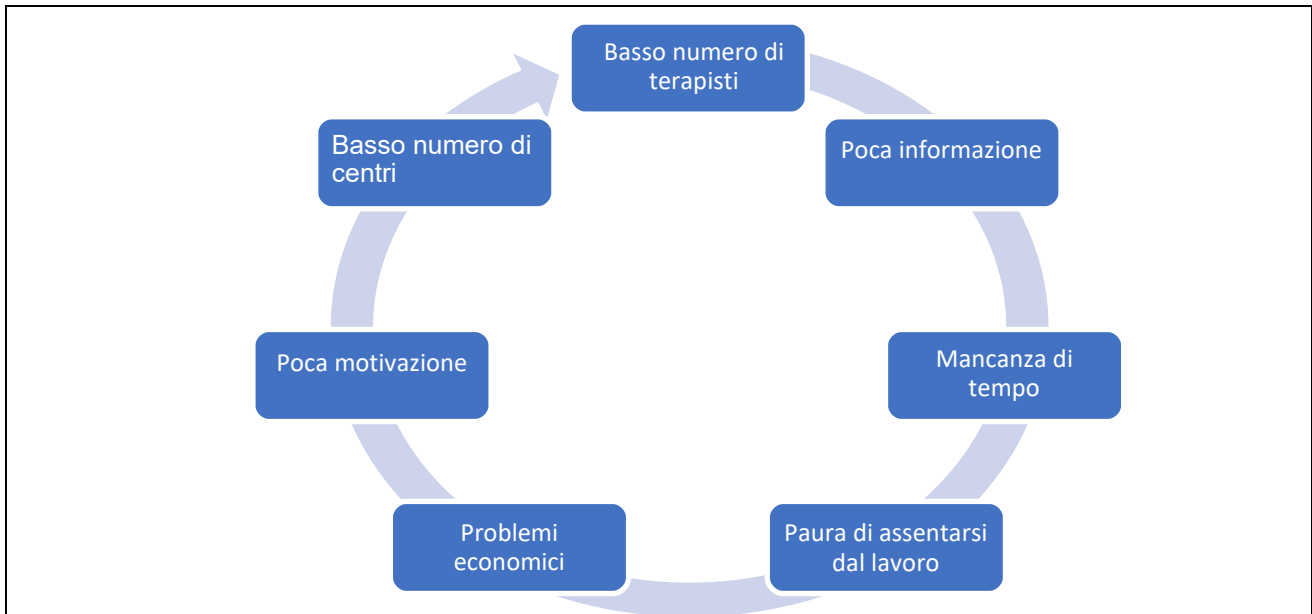 Basso numero di
terapisti
Poca informazione
Mancanza di
tempo
Paura di assentarsi
dal lavoro
Problemi
economici
Poca motivazione
Basso numero di
centri